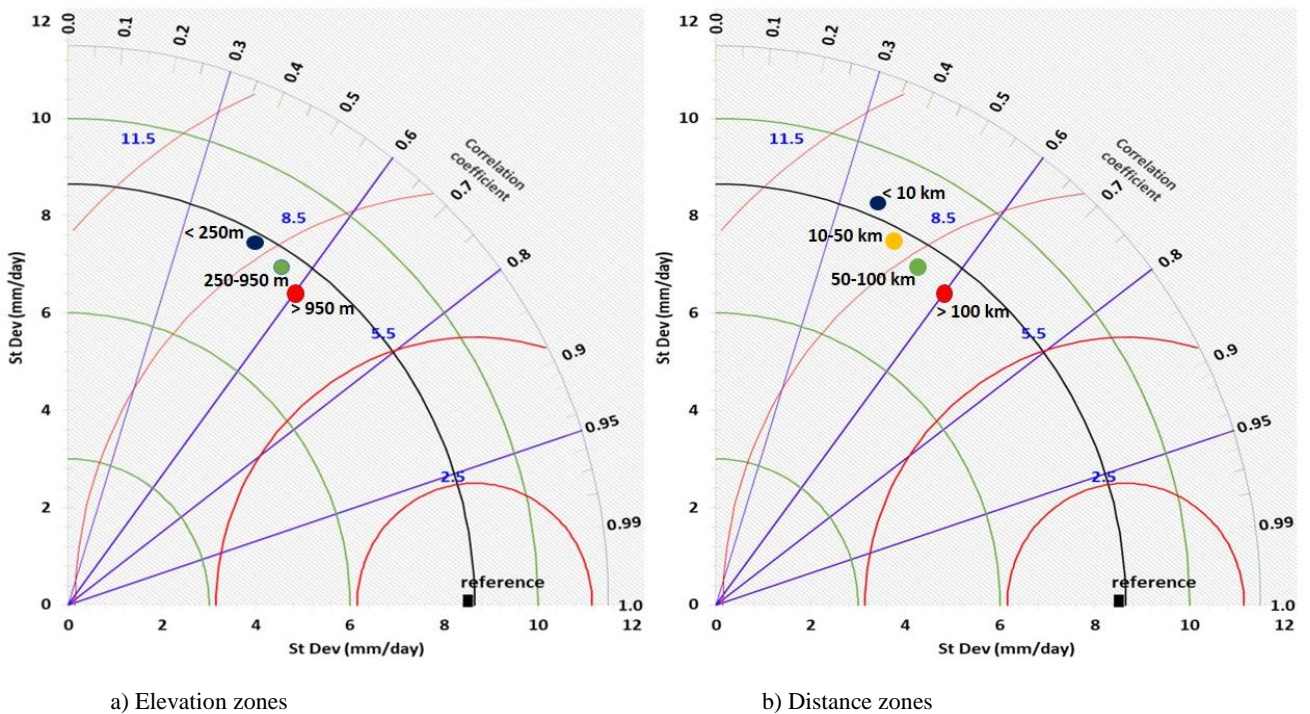 12
0.0
0.1
0.2
0.3
0.4
0.5
0.6
Correlation
coefficient
0.7
10
11.5
8
8.5
< 250m
250-950 m
> 950 m
0.8
6
5.5
0.9
4
0.95
2
2.5
0.99
reference
0
1.0
0 2 4 6 8 10 12
St Dev (mm/day)
St Dev (mm/day)
a) Elevation zones
12
0.0
0.1
0.2
0.3
0.4
0.5
0.6
Correlation
coefficient
0.7
10
11.5
8
8.5
< 10 km
10-50 km
50-100 km
> 100 km
0.8
6
5.5
0.9
4
0.95
2
2.5
0.99
reference
0
1.0
0 2 4 6 8 10 12
St Dev (mm/day)
St Dev (mm/day)
b) Distance zones